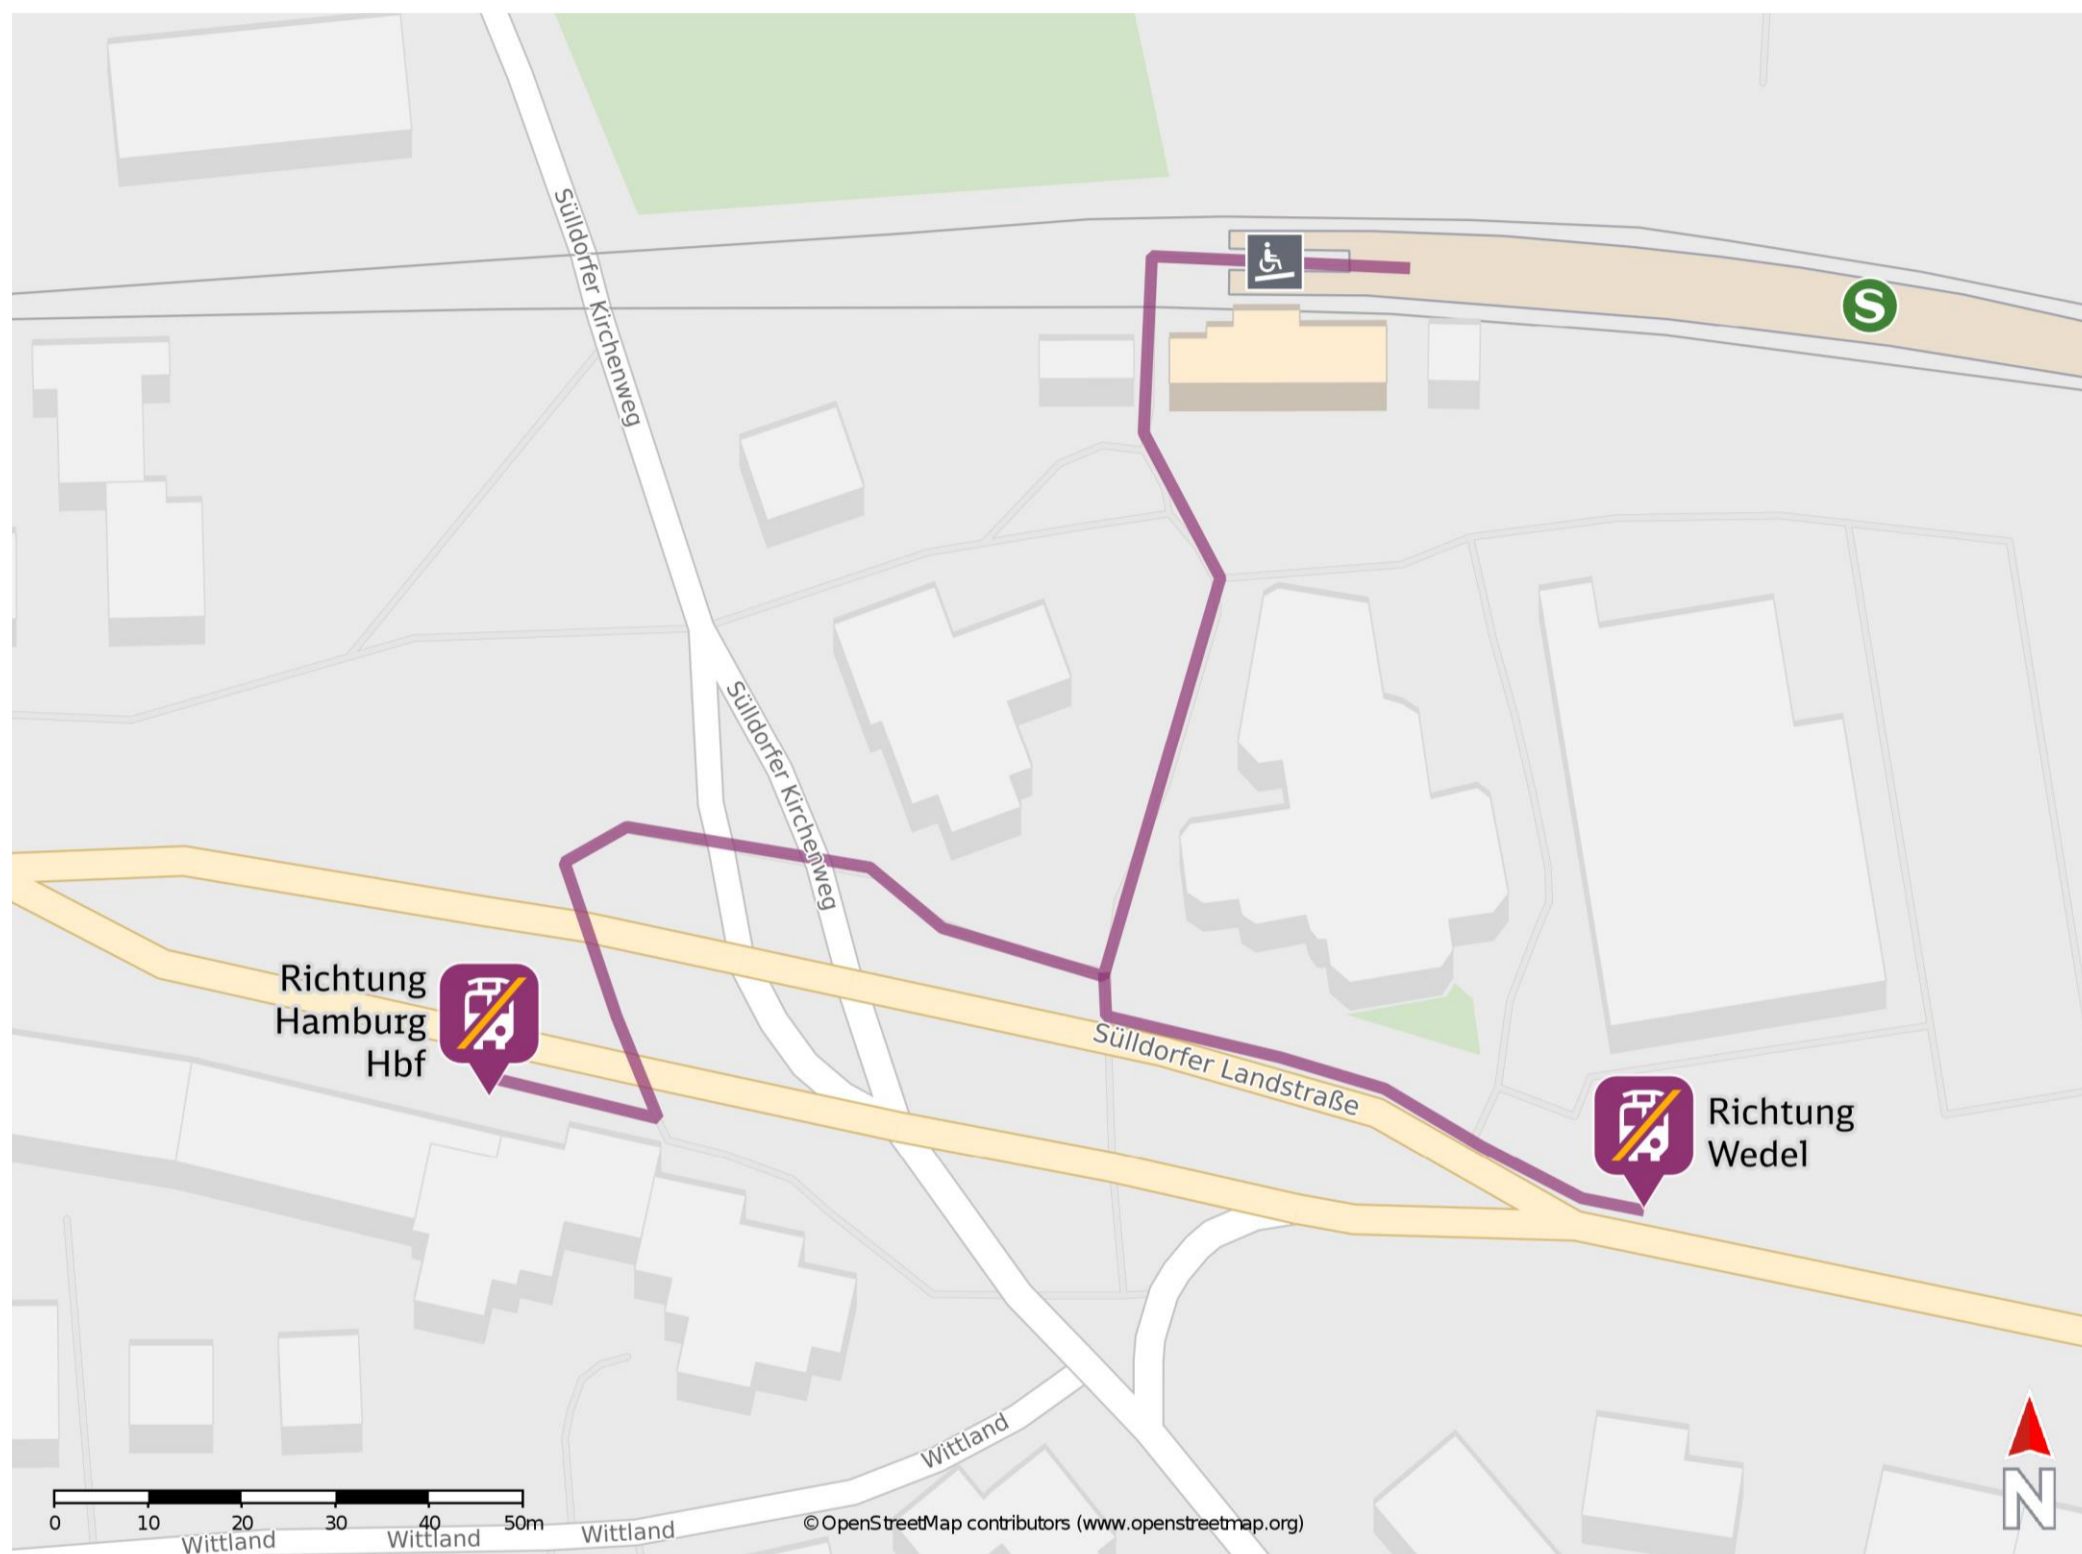 Sülldorfer Kirchenweg
S
Sülldorfer Kirchenweg
Richtung
Hamburg
Hbf
Sülldorfer Landstraße
Richtung
Wedel
Wittland
0 10 20 30 40 50m
Wittland
Wittland
Wittland
© OpenStreetMap contributors (www.openstreetmap.org)
N